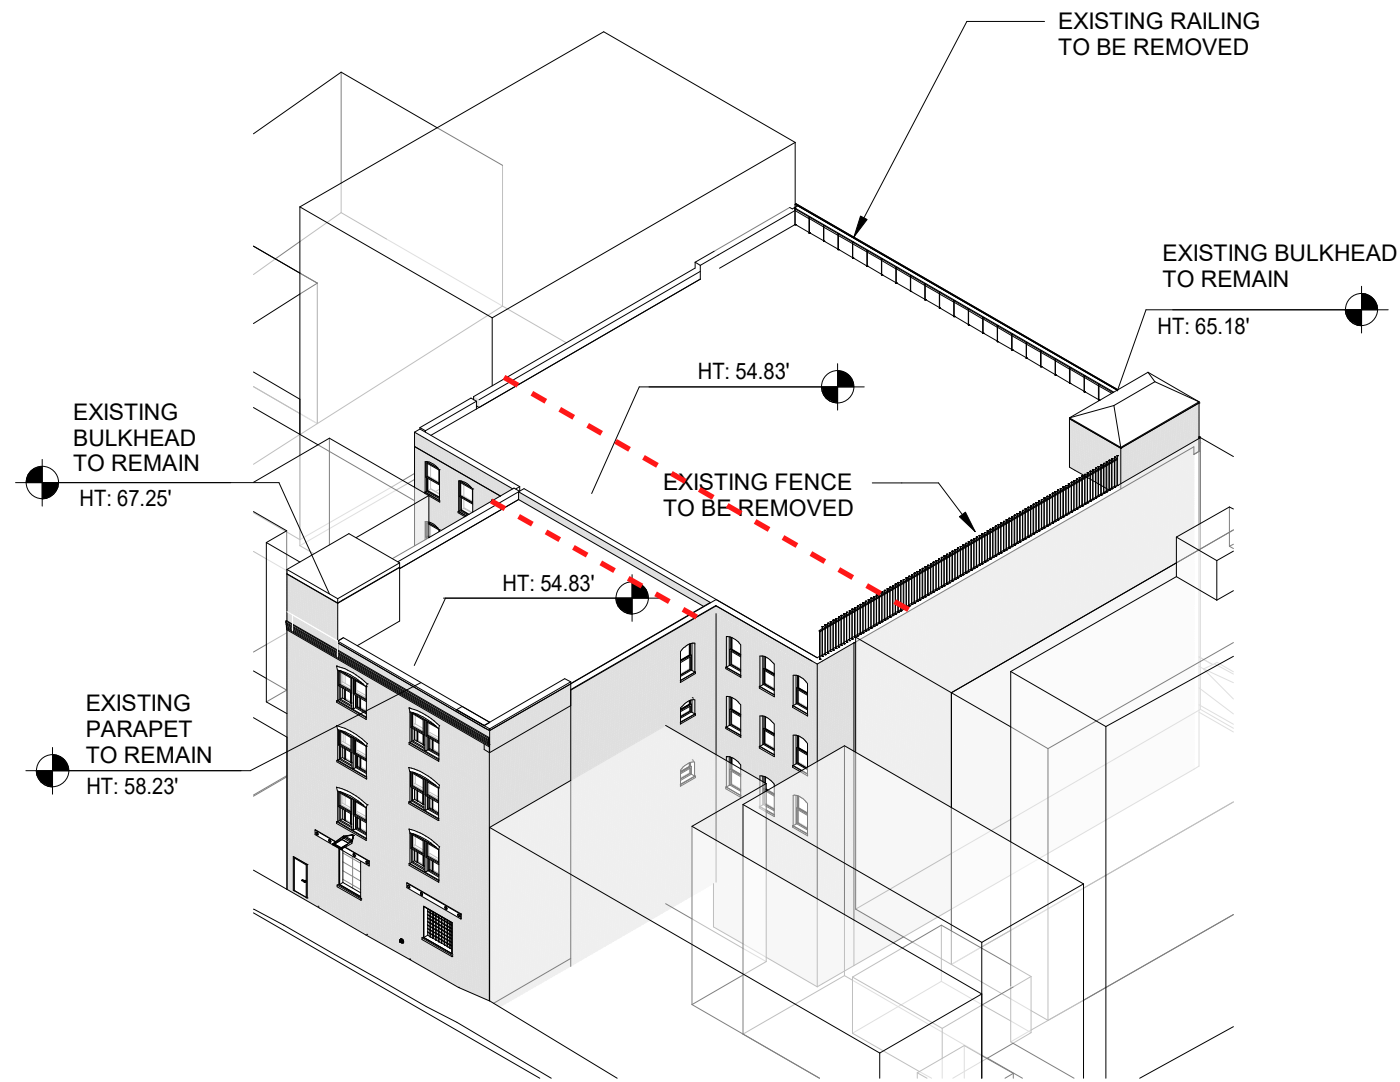 EXISTING RAILING
TO BE REMOVED
EXISTING BULKHEAD
TO REMAIN
HT: 65.18'
HT: 54.83'
EXISTING
BULKHEAD
TO REMAIN
HT: 67.25'
EXISTING FENCE
TO BE REMOVED
HT: 54.83'
EXISTING
PARAPET
TO REMAIN
HT: 58.23'